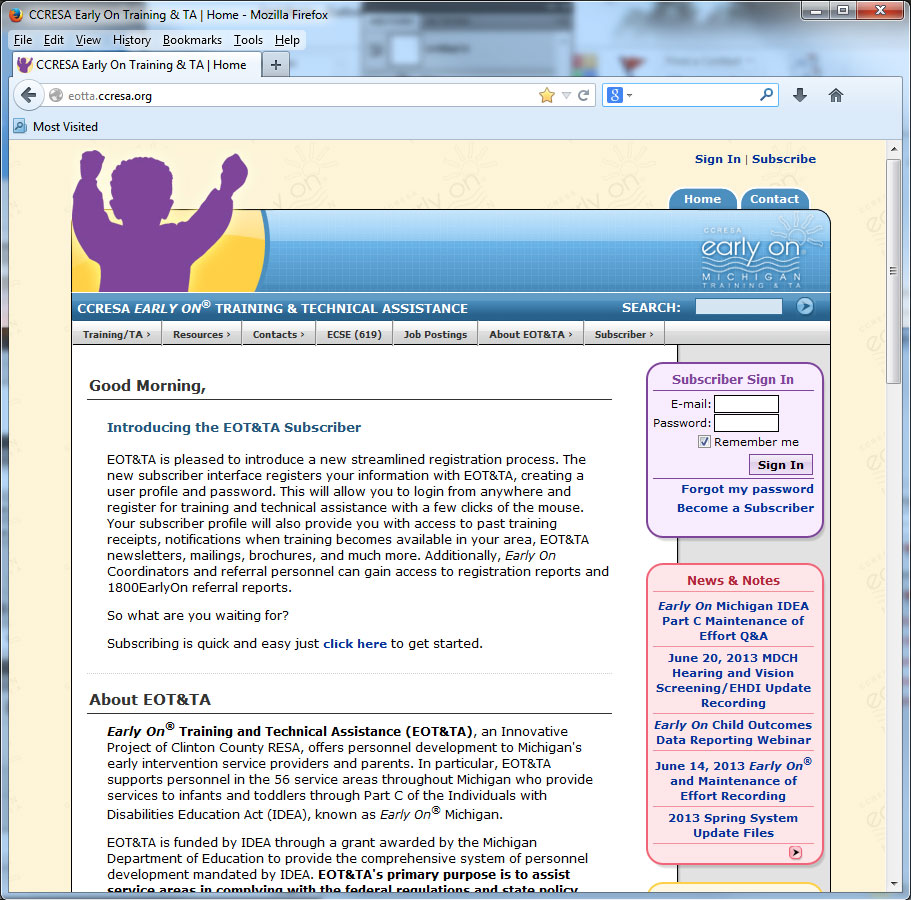 CCRESA Early On Training & TA | Home - Mozilla Firefox
File Edit View History Bookmarks Tools Help
CCRESA Early On Training & TA | Home
eotta.ccresa.org
Most Visited
Sign In | Subscribe
Home Contact
CCRESA
early on
MICHIGAN
TRAINING & TA
CCRESA EARLY ON® TRAINING & TECHNICAL ASSISTANCE SEARCH:
Training/TA › Resources › Contacts › ECSE (619) Job Postings About EOT&TA › Subscriber ›
Good Morning,
Introducing the EOT&TA Subscriber
EOT&TA is pleased to introduce a new streamlined registration process. The
new subscriber interface registers your information with EOT&TA, creating a
user profile and password. This will allow you to login from anywhere and
register for training and technical assistance with a few clicks of the mouse.
Your subscriber profile will also provide you with access to past training
receipts, notifications when training becomes available in your area, EOT&TA
newsletters, mailings, brochures, and much more. Additionally, Early On
Coordinators and referral personnel can gain access to registration reports and
1800EarlyOn referral reports.
So what are you waiting for?
Subscribing is quick and easy just click here to get started.
About EOT&TA
Early On® Training and Technical Assistance (EOT&TA), an Innovative
Project of Clinton County RESA, offers personnel development to Michigan's
early intervention service providers and parents. In particular, EOT&TA
supports personnel in the 56 service areas throughout Michigan who provide
services to infants and toddlers through Part C of the Individuals with
Disabilities Education Act (IDEA), known as Early On® Michigan.
EOT&TA is funded by IDEA through a grant awarded by the Michigan
Department of Education to provide the comprehensive system of personnel
development mandated by IDEA. EOT&TA's primary purpose is to assist
service areas in complying with the federal regulations and state policy
Subscriber Sign In
E-mail:
Password:
Remember me
Sign In
Forgot my password
Become a Subscriber
News & Notes
Early On Michigan IDEA
Part C Maintenance of
Effort Q&A
June 20, 2013 MDCH
Hearing and Vision
Screening/EHDI Update
Recording
Early On Child Outcomes
Data Reporting Webinar
June 14, 2013 Early On®
and Maintenance of
Effort Recording
2013 Spring System
Update Files